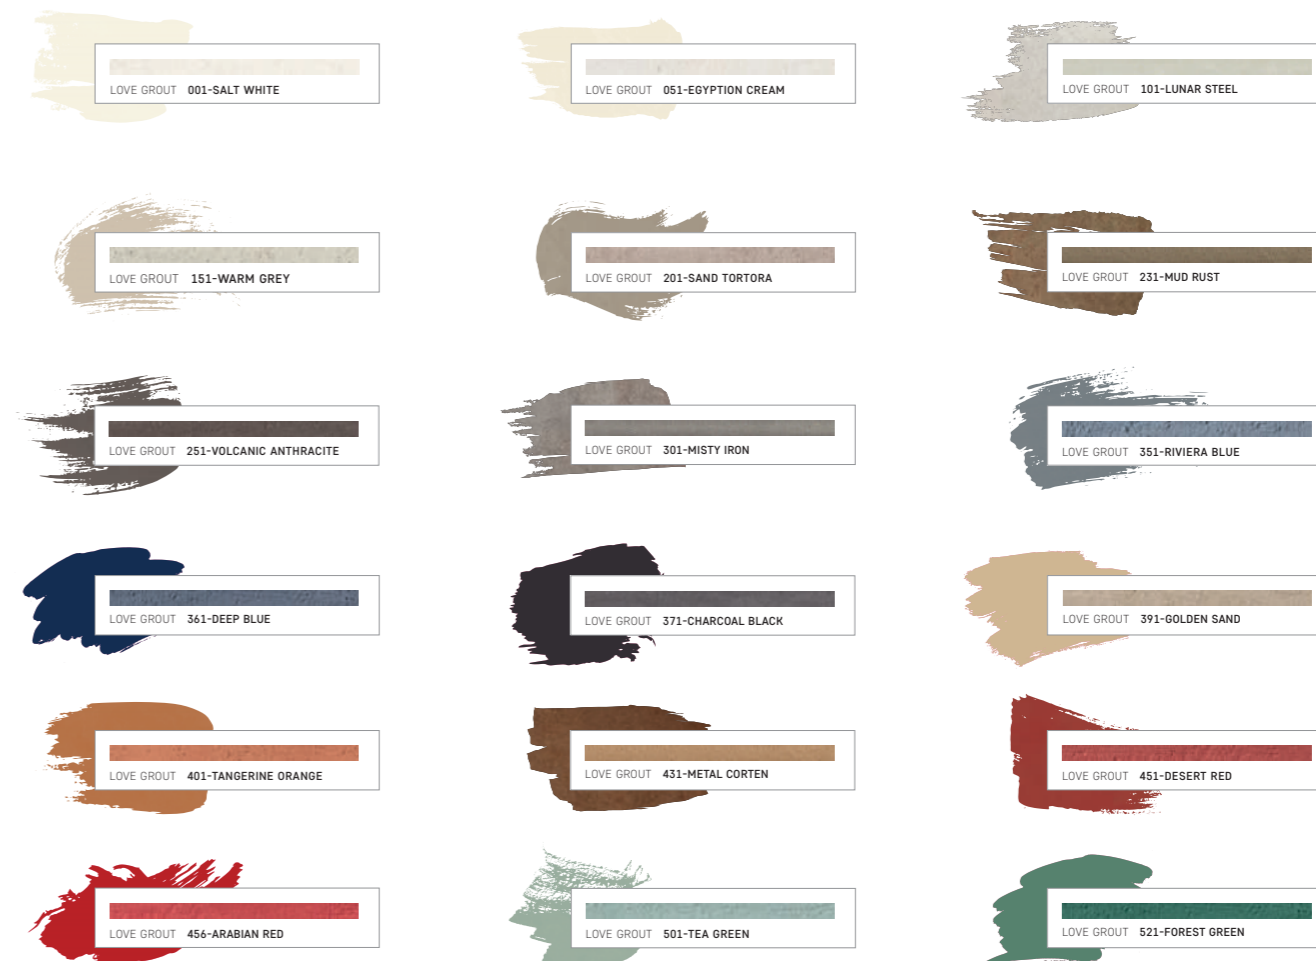 LOVE GROUT 001-SALT WHITE
LOVE GROUT 051-EGYPTION CREAM
LOVE GROUT 101-LUNAR STEEL
LOVE GROUT 151-WARM GREY
LOVE GROUT 201-SAND TORTORA
LOVE GROUT 231-MUD RUST
LOVE GROUT 251-VOLCANIC ANTHRACITE
LOVE GROUT 301-MISTY IRON
LOVE GROUT 351-RIVIERA BLUE
LOVE GROUT 361-DEEP BLUE
LOVE GROUT 371-CHARCOAL BLACK
LOVE GROUT 391-GOLDEN SAND
LOVE GROUT 401-TANGERINE ORANGE
LOVE GROUT 431-METAL CORTEN
LOVE GROUT 451-DESERT RED
LOVE GROUT 456-ARABIAN RED
LOVE GROUT 501-TEA GREEN
LOVE GROUT 521-FOREST GREEN